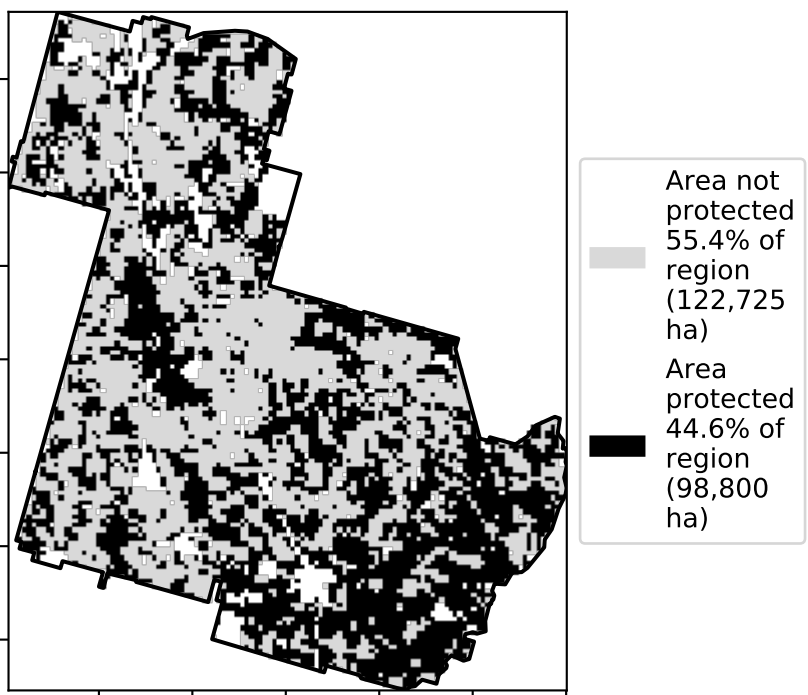 Area not
protected
55.4% of
region
(122,725
ha)
Area
protected
44.6% of
region
(98,800
ha)